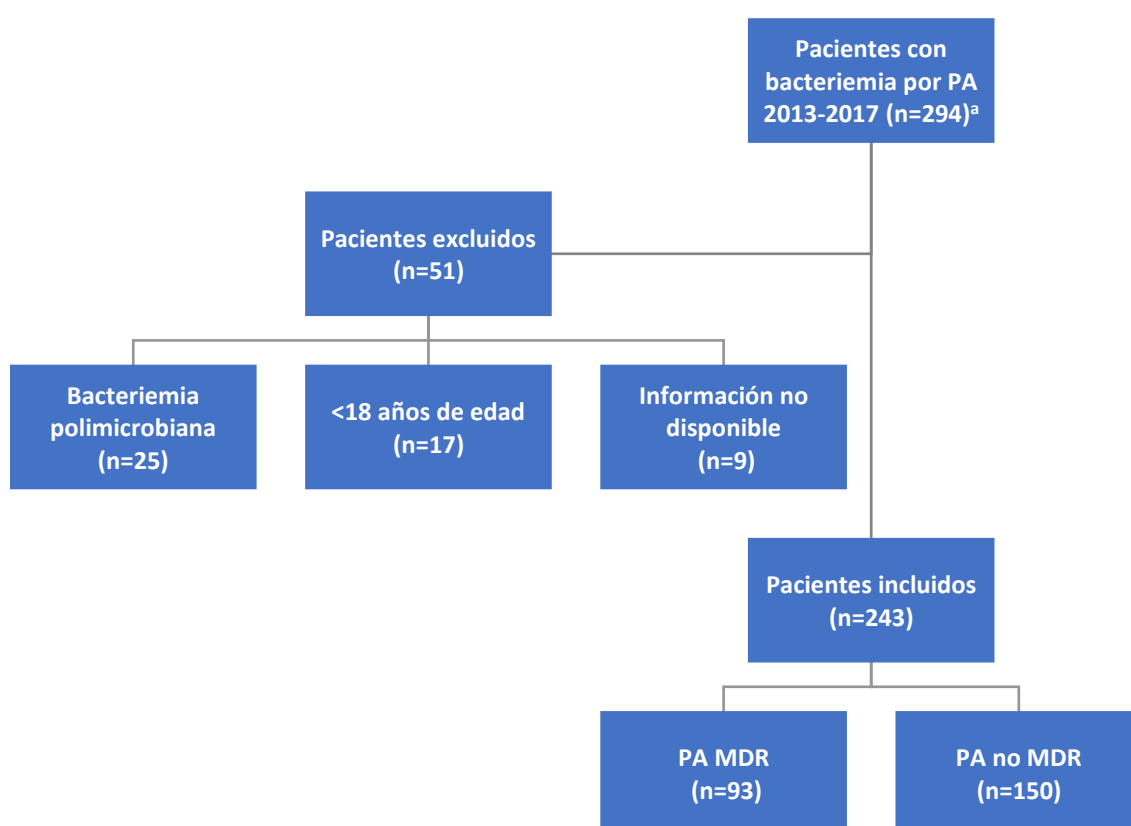 Pacientes con
bacteriemia por PA
2013-2017 (n=294)ᵃ
Pacientes excluidos
(n=51)
Bacteriemia
polimicrobiana
(n=25)
<18 años de edad
(n=17)
Información no
disponible
(n=9)
Pacientes incluidos
(n=243)
PA MDR
(n=93)
PA no MDR
(n=150)